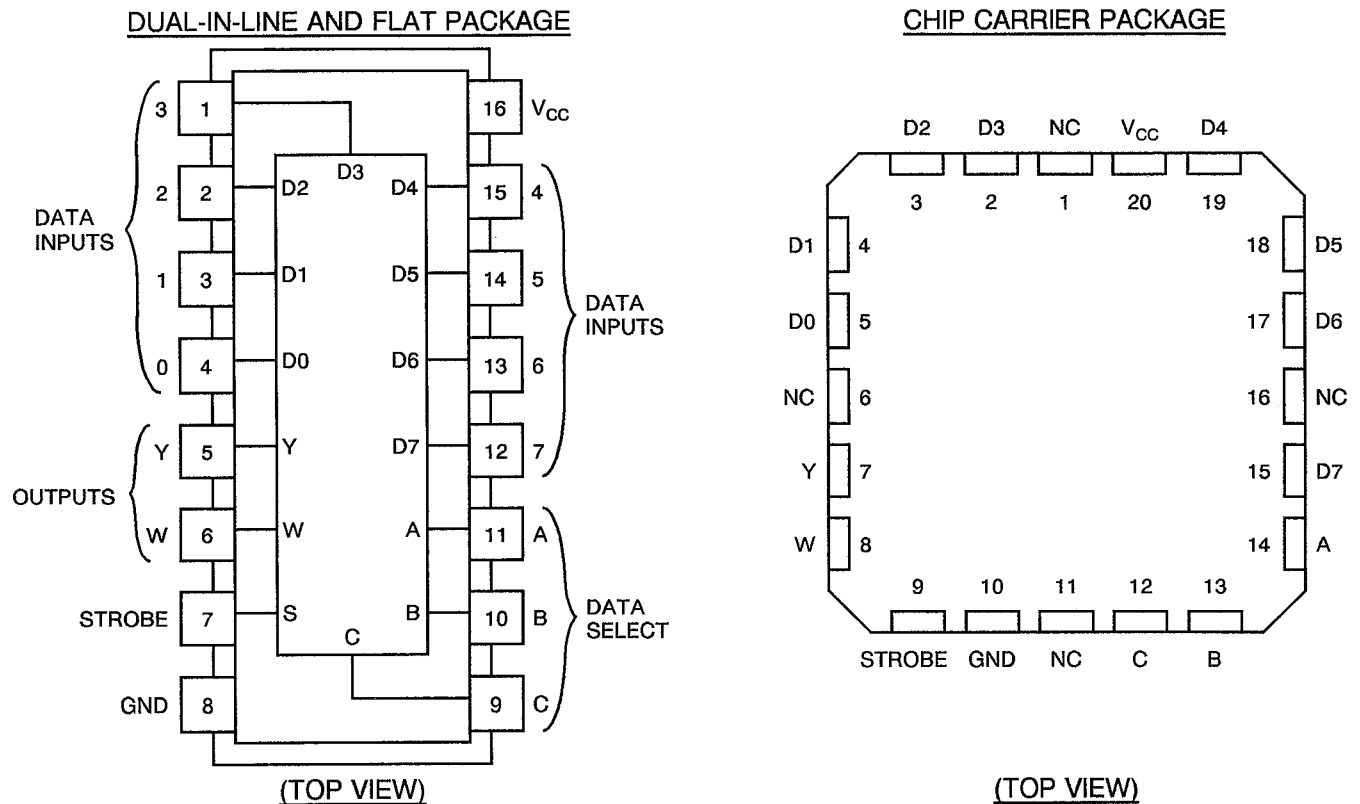 DUAL-IN-LINE AND FLAT PACKAGE
3 1 16 VCC
D3
2 2 D2 D4 15 4
DATA
INPUTS
1 3 D1 D5 14 5
DATA
INPUTS
0 4 D0 D6 13 6
Y 5 Y D7 12 7
OUTPUTS
W 6 W A 11 A
STROBE 7 S B 10 B
DATA
SELECT
C
GND 8 9 C
(TOP VIEW)
CHIP CARRIER PACKAGE
D2 D3 NC VCC D4
3 2 1 20 19
D1 4 18 D5
D0 5 17 D6
NC 6 16 NC
Y 7 15 D7
W 8 14 A
9 10 11 12 13
STROBE GND NC C B
(TOP VIEW)